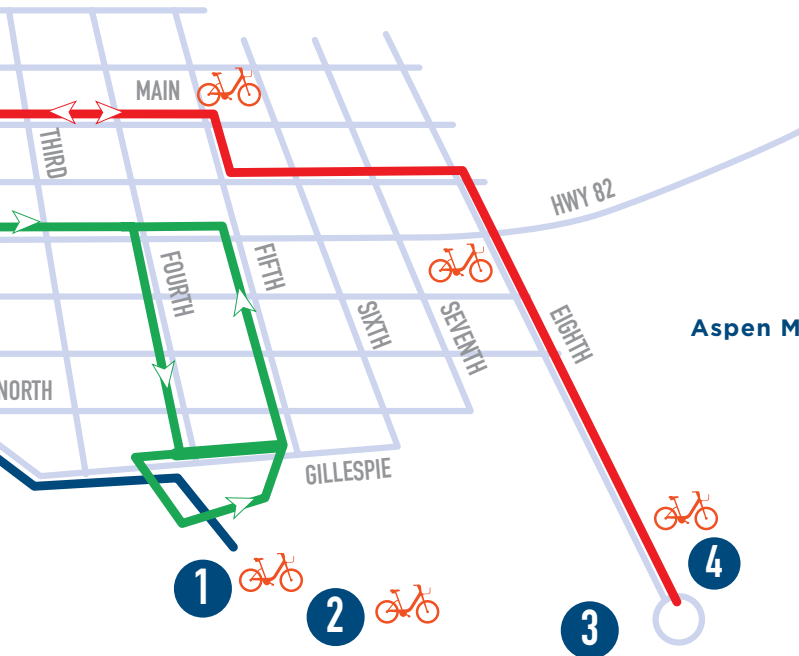 MAIN
THIRD
HWY 82
FOURTH
FIFTH
SIXTH
SEVENTH
EIGHTH
Aspen M
NORTH
GILLESPIE
1
2
3
4